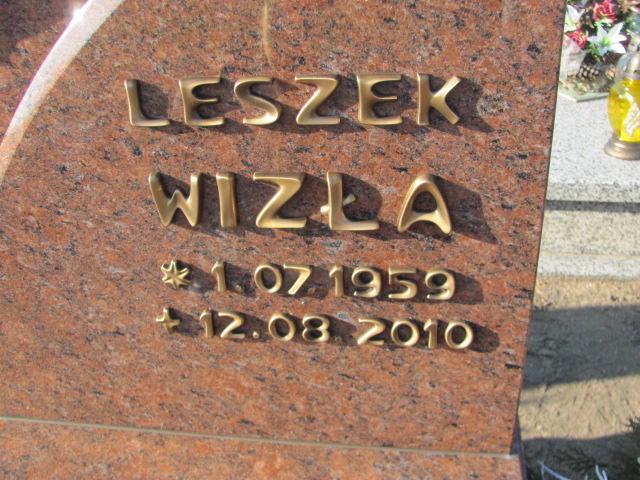 LESZEK
WIZŁA
* 1.07.1959
+ 12.08.2010